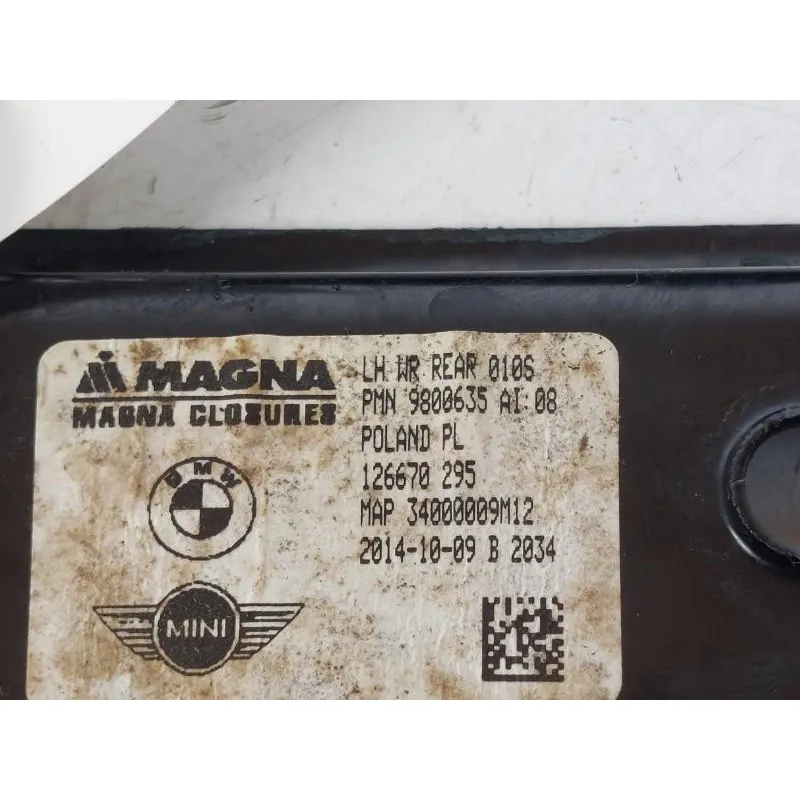 MAGNA
MAGNA CLOSURES
BMW
MINI
LH WR REAR 010S
PMN 9800635 AI:08
POLAND PL
126670 295
MAP 34000009M12
2014-10-09 B 2034